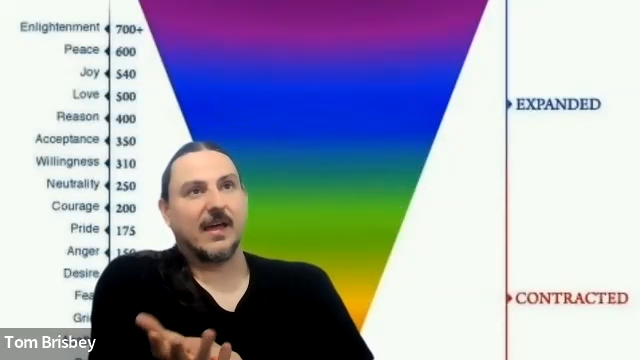 Enlightenment 700+
Peace 600
Joy 540
Love 500
Reason 400
Acceptance 350
Willingness 310
Neutrality 250
Courage 200
Pride 175
Anger 150
Desire
EXPANDED
CONTRACTED
Tom Brisbey